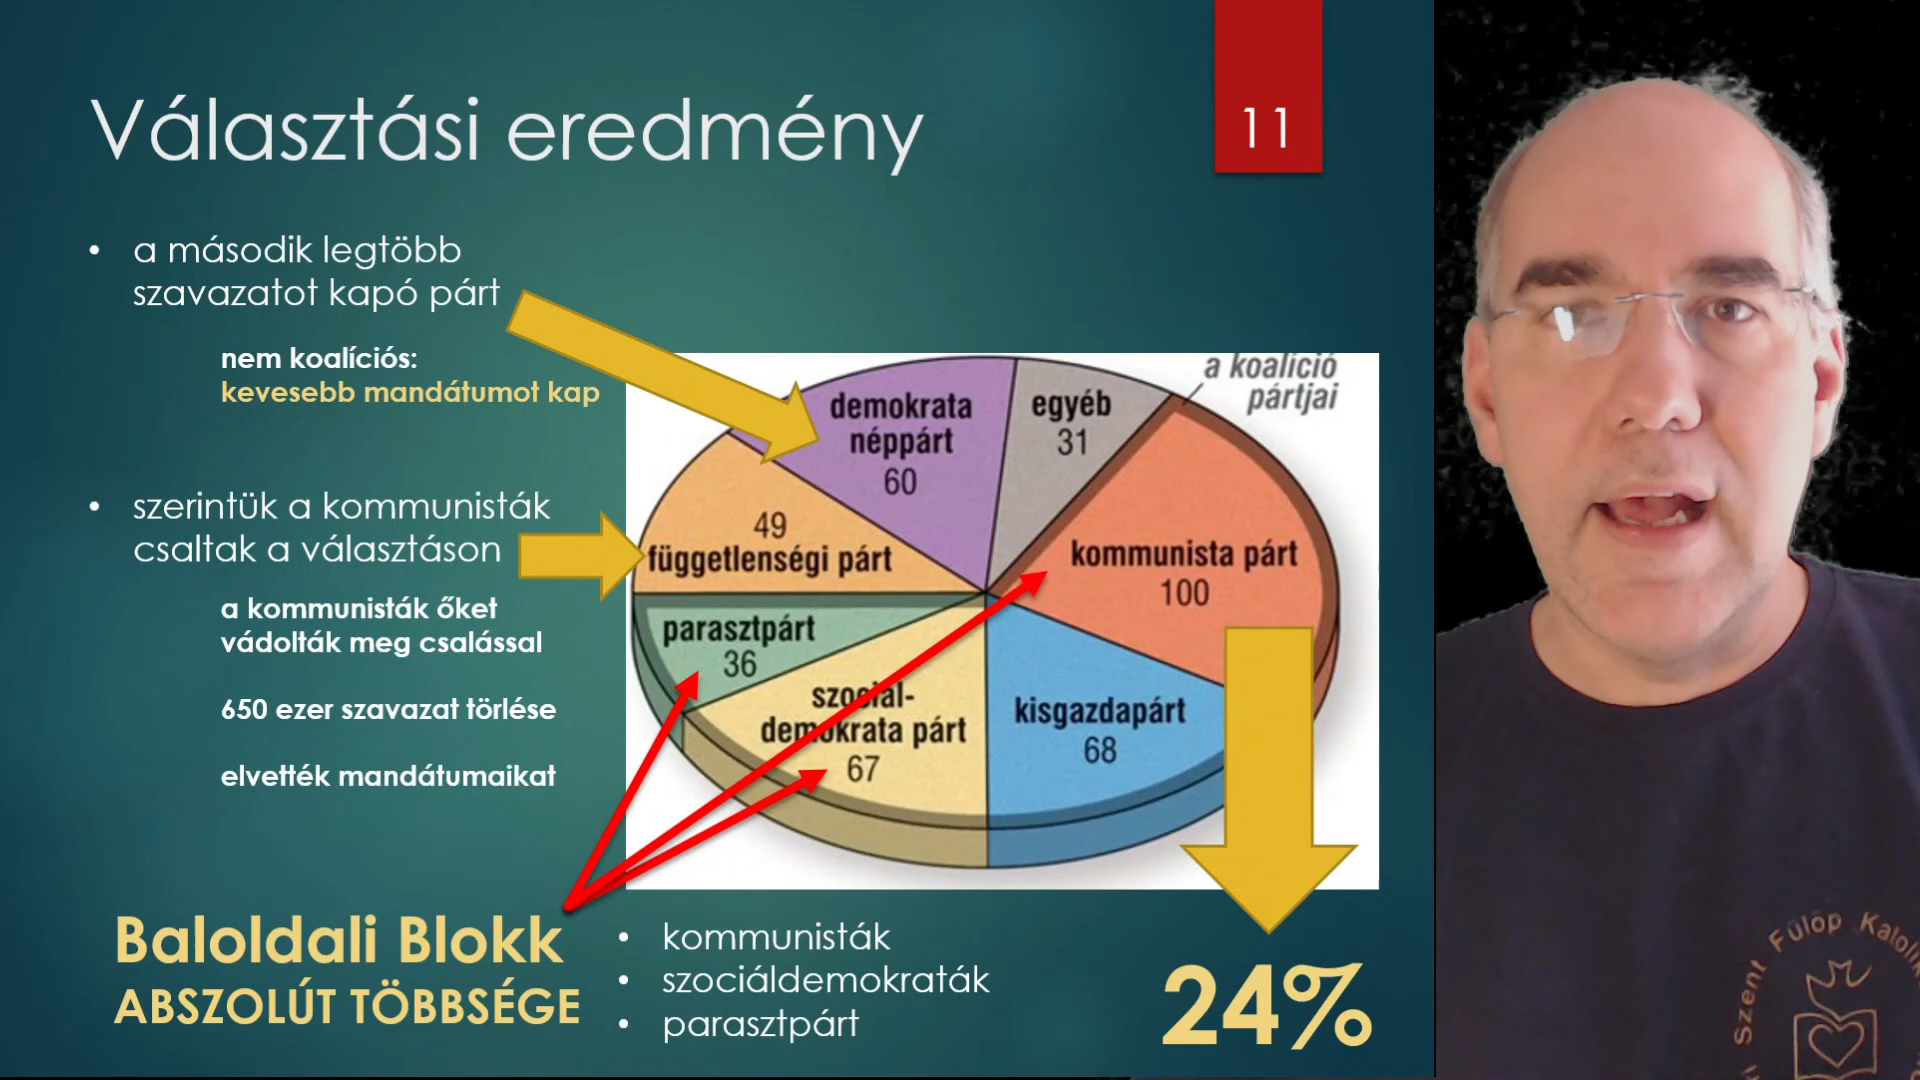 Választási eredmény
11
• a második legtöbb
szavazatot kapó párt
nem koalíciós:
kevesebb mandátumot kap
• szerintük a kommunisták
csaltak a választáson
a kommunisták őket
vádolták meg csalással
650 ezer szavazat törlése
elvették mandátumaikat
a koalíció
pártjai
demokrata
néppárt
60
egyéb
31
49
függetlenségi párt
kommunista párt
100
parasztpárt
36
szociál-
demokrata párt
67
kisgazdapárt
68
Baloldali Blokk
ABSZOLÚT TÖBBSÉGE
• kommunisták
• szociáldemokraták
• parasztpárt
24%
Szent Fülöp